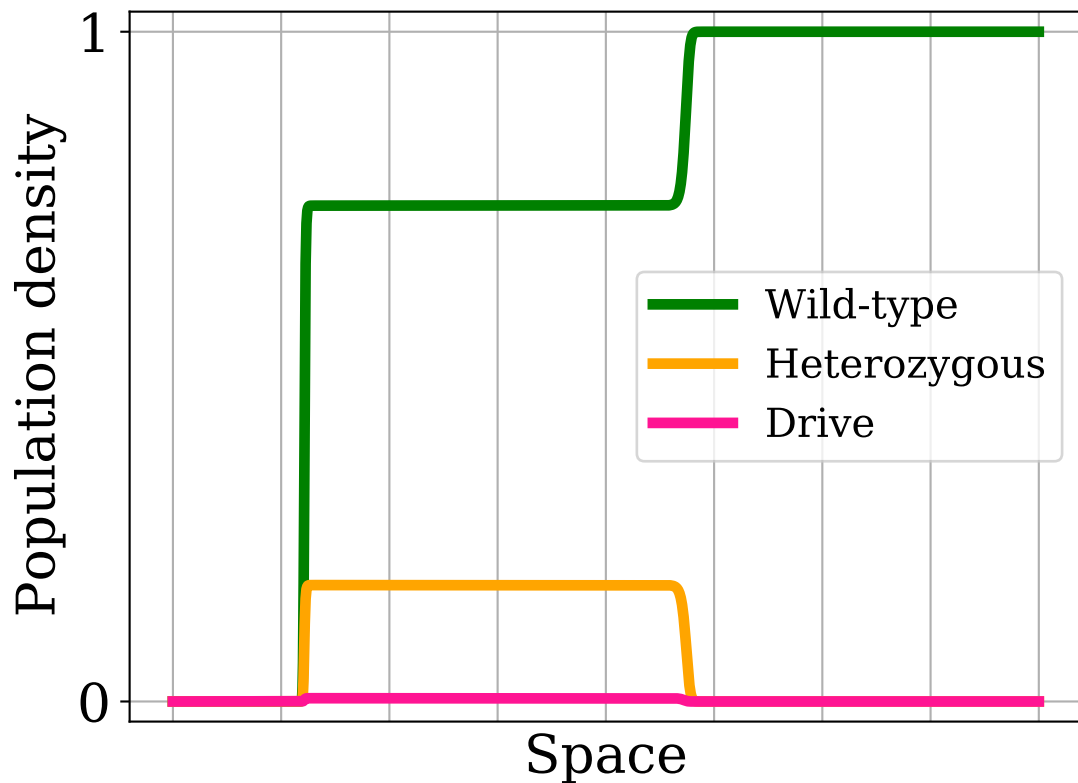 1
Population density
Wild-type
Heterozygous
Drive
0
Space